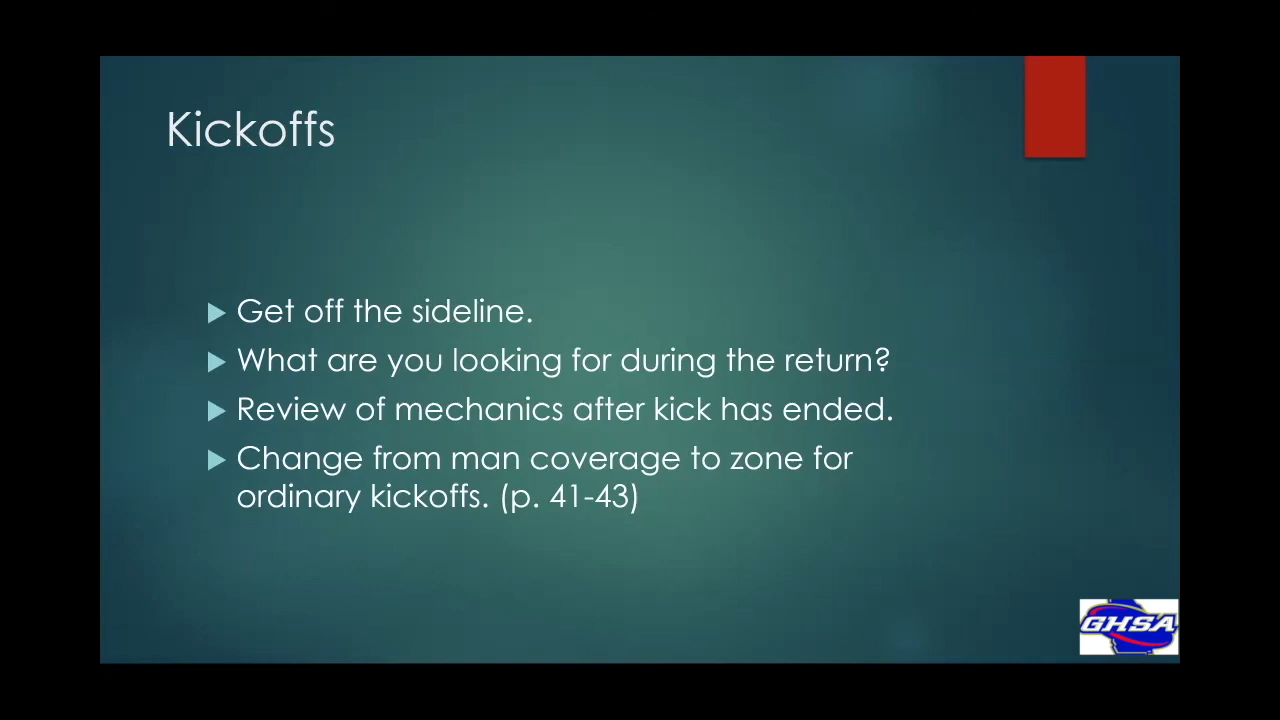 Kickoffs
Get off the sideline.
What are you looking for during the return?
Review of mechanics after kick has ended.
Change from man coverage to zone for
ordinary kickoffs. (p. 41-43)
GHSA